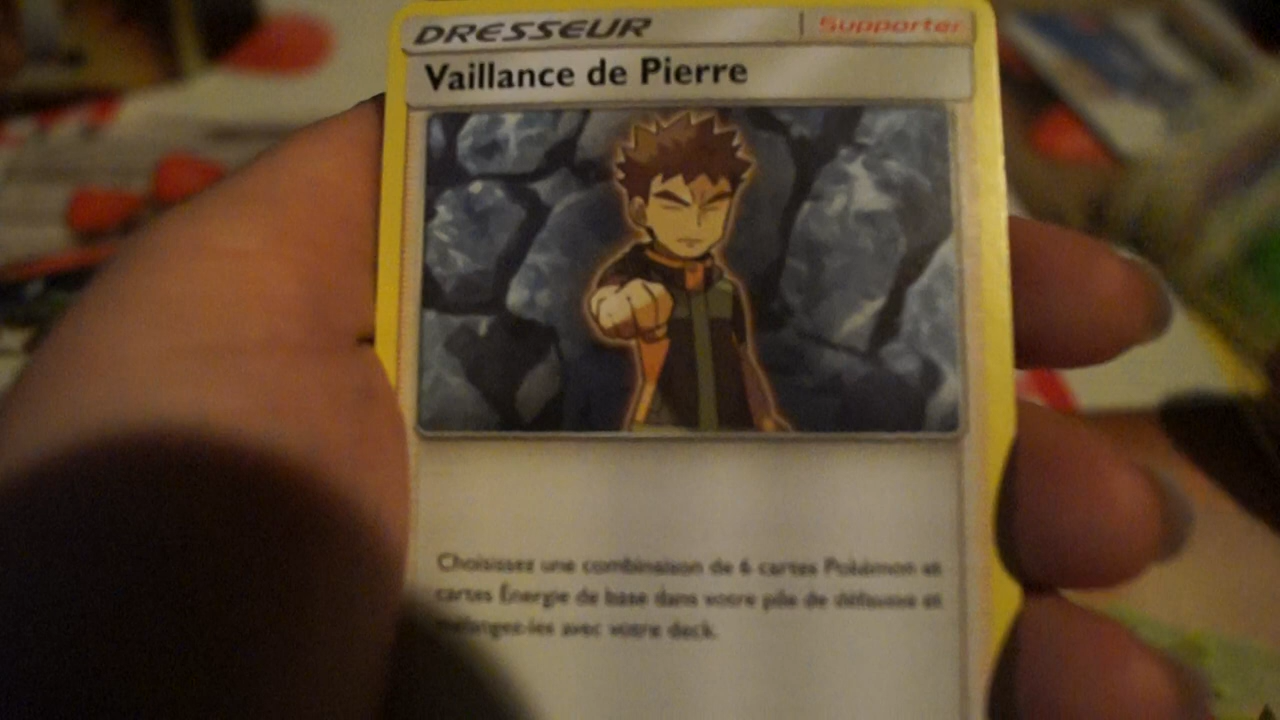 DRESSEUR Supporter
Vaillance de Pierre
Choisissez une combinaison de 6 cartes Pokémon et
cartes Énergie de base dans votre pile de défausse et
mélangez-les avec votre deck.